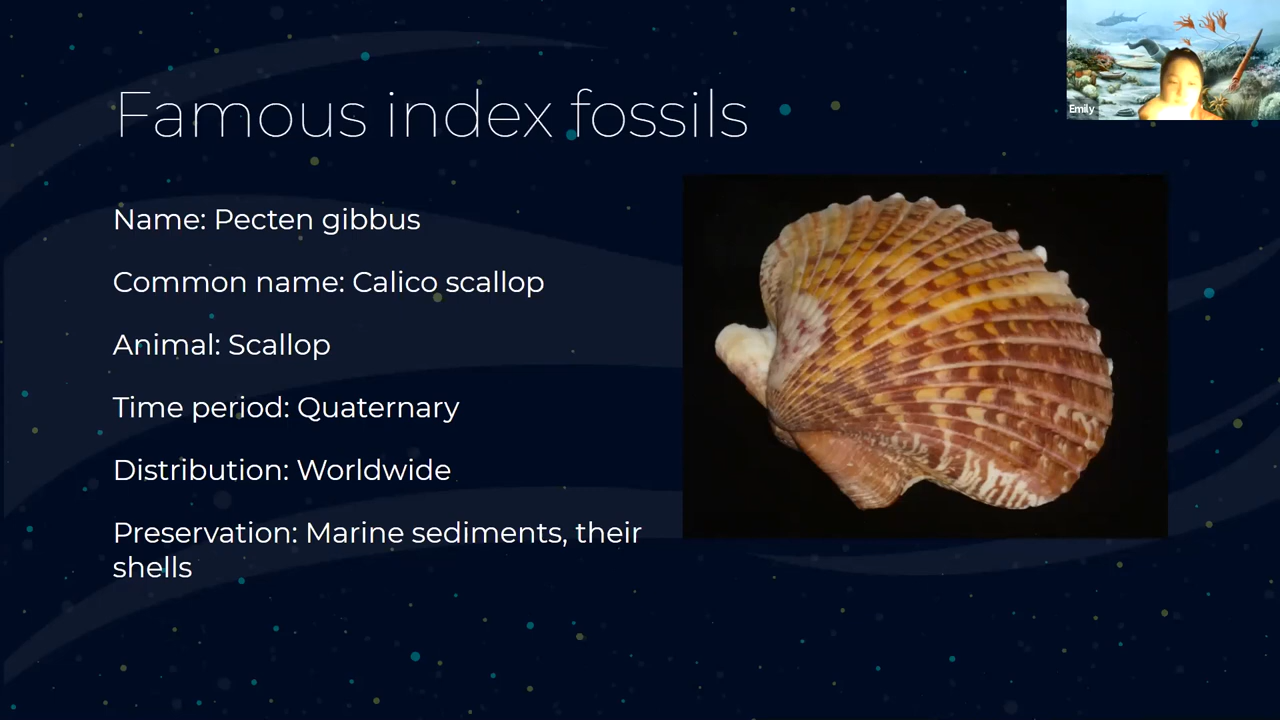 Famous index fossils
Name: Pecten gibbus
Common name: Calico scallop
Animal: Scallop
Time period: Quaternary
Distribution: Worldwide
Preservation: Marine sediments, their
shells
Emily